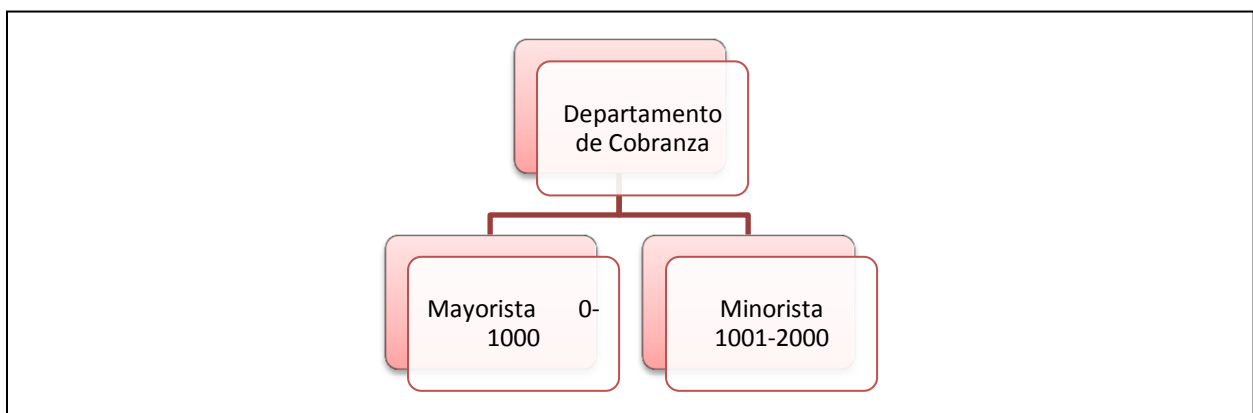 Departamento
de Cobranza
Mayorista 0-
1000
Minorista
1001-2000